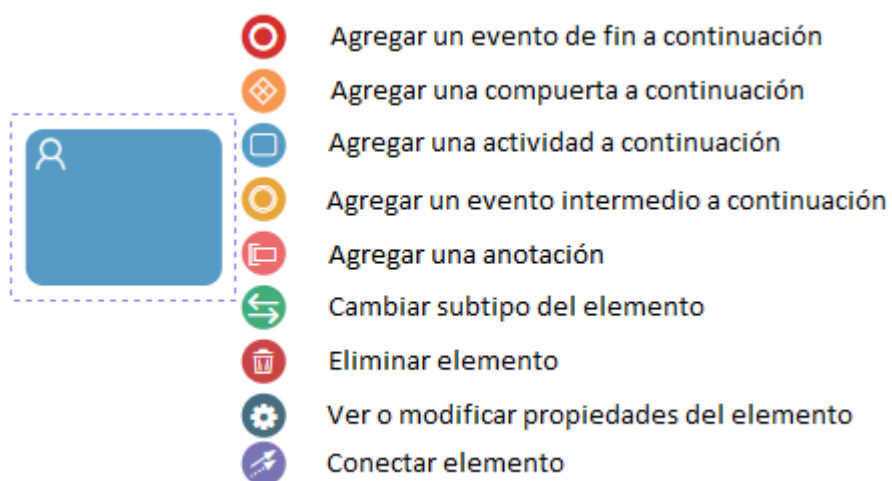 Agregar un evento de fin a continuación
Agregar una compuerta a continuación
Agregar una actividad a continuación
Agregar un evento intermedio a continuación
Agregar una anotación
Cambiar subtipo del elemento
Eliminar elemento
Ver o modificar propiedades del elemento
Conectar elemento